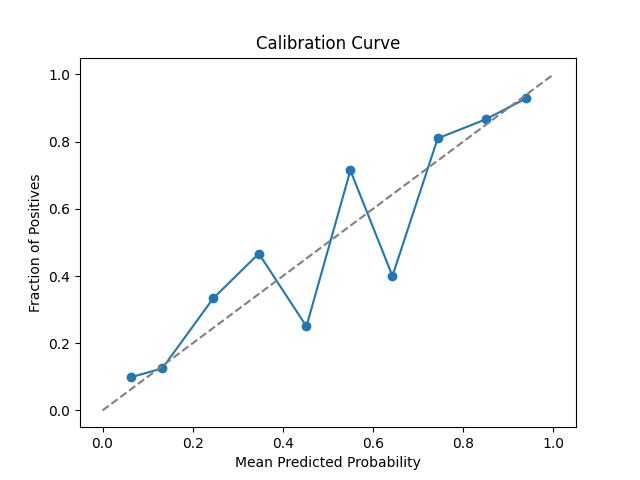 Calibration Curve
1.0
0.8
0.6
0.4
0.2
0.0
Fraction of Positives
0.0 0.2 0.4 0.6 0.8 1.0
Mean Predicted Probability